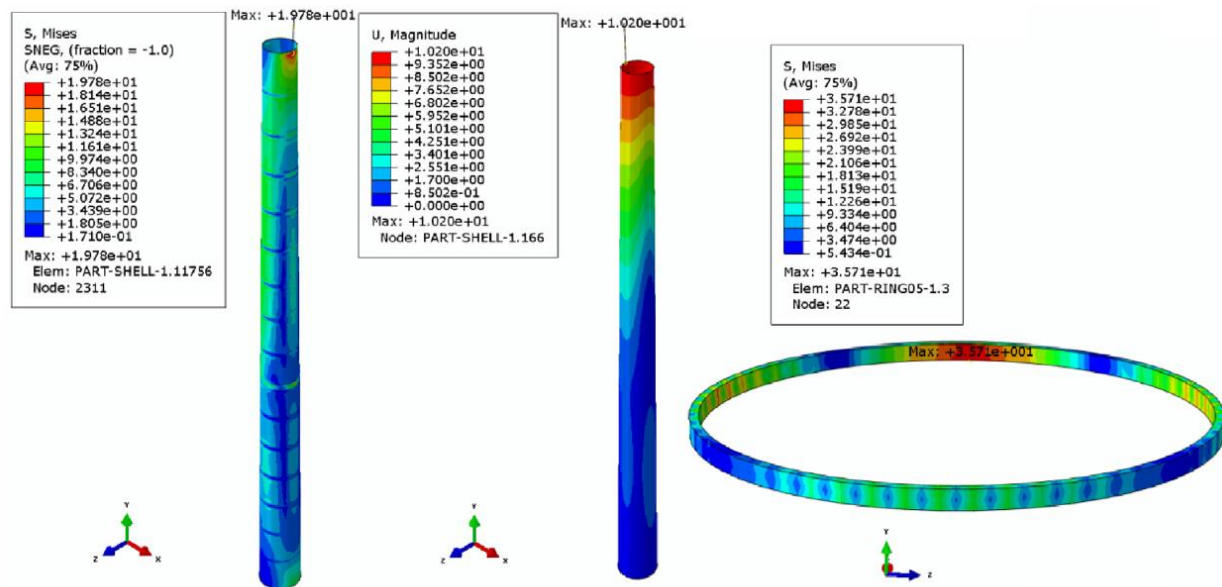 Max: +1.978e+001
S, Mises
SNEG, (fraction = -1.0)
(Avg: 75%)
+1.978e+01
+1.814e+01
+1.651e+01
+1.488e+01
+1.324e+01
+1.161e+01
+9.974e+00
+8.340e+00
+6.706e+00
+5.072e+00
+3.439e+00
+1.805e+00
+1.710e-01
Max: +1.978e+01
Elem: PART-SHELL-1.11756
Node: 2311
Y
Z
X
Max: +1.020e+001
U, Magnitude
+1.020e+01
+9.352e+00
+8.502e+00
+7.652e+00
+6.802e+00
+5.952e+00
+5.101e+00
+4.251e+00
+3.401e+00
+2.551e+00
+1.700e+00
+8.502e-01
+0.000e+00
Max: +1.020e+01
Node: PART-SHELL-1.166
Y
Z
X
S, Mises
(Avg: 75%)
+3.571e+01
+3.278e+01
+2.985e+01
+2.692e+01
+2.399e+01
+2.106e+01
+1.813e+01
+1.519e+01
+1.226e+01
+9.334e+00
+6.404e+00
+3.474e+00
+5.434e-01
Max: +3.571e+01
Elem: PART-RING05-1.3
Node: 22
Max: +3.571e+001
Y
Z